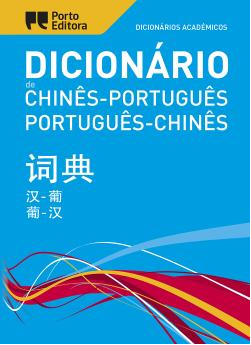 Porto
Editora
DICIONÁRIOS ACADÉMICOS
DICIONÁRIO
de
CHINÊS-PORTUGUÊS
PORTUGUÊS-CHINÊS
词典
汉-葡
葡-汉